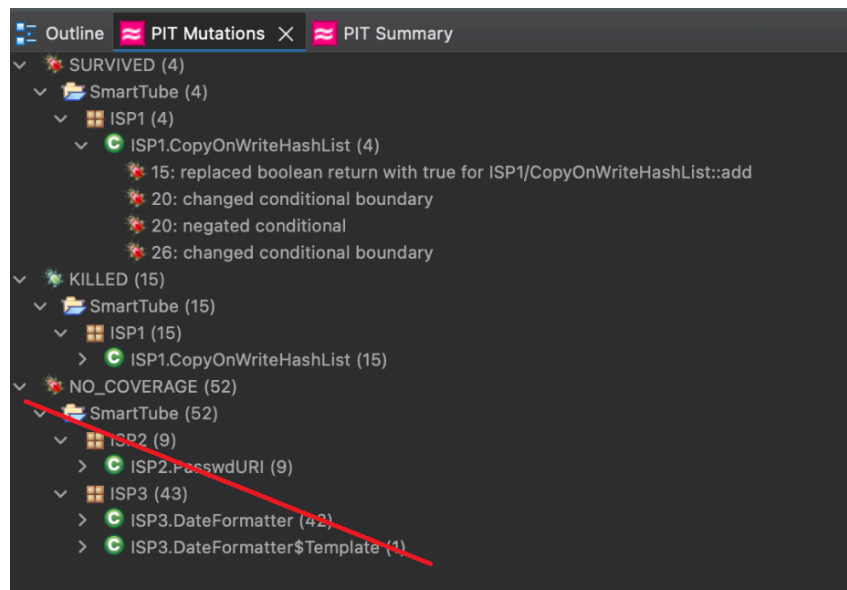 Outline PIT Mutations PIT Summary
SURVIVED (4)
SmartTube (4)
ISP1 (4)
ISP1.CopyOnWriteHashList (4)
15: replaced boolean return with true for ISP1/CopyOnWriteHashList::add
20: changed conditional boundary
20: negated conditional
26: changed conditional boundary
KILLED (15)
SmartTube (15)
ISP1 (15)
ISP1.CopyOnWriteHashList (15)
NO_COVERAGE (52)
SmartTube (52)
ISP2 (9)
ISP2.PasswdURI (9)
ISP3 (43)
ISP3.DateFormatter (42)
ISP3.DateFormatter$Template (1)